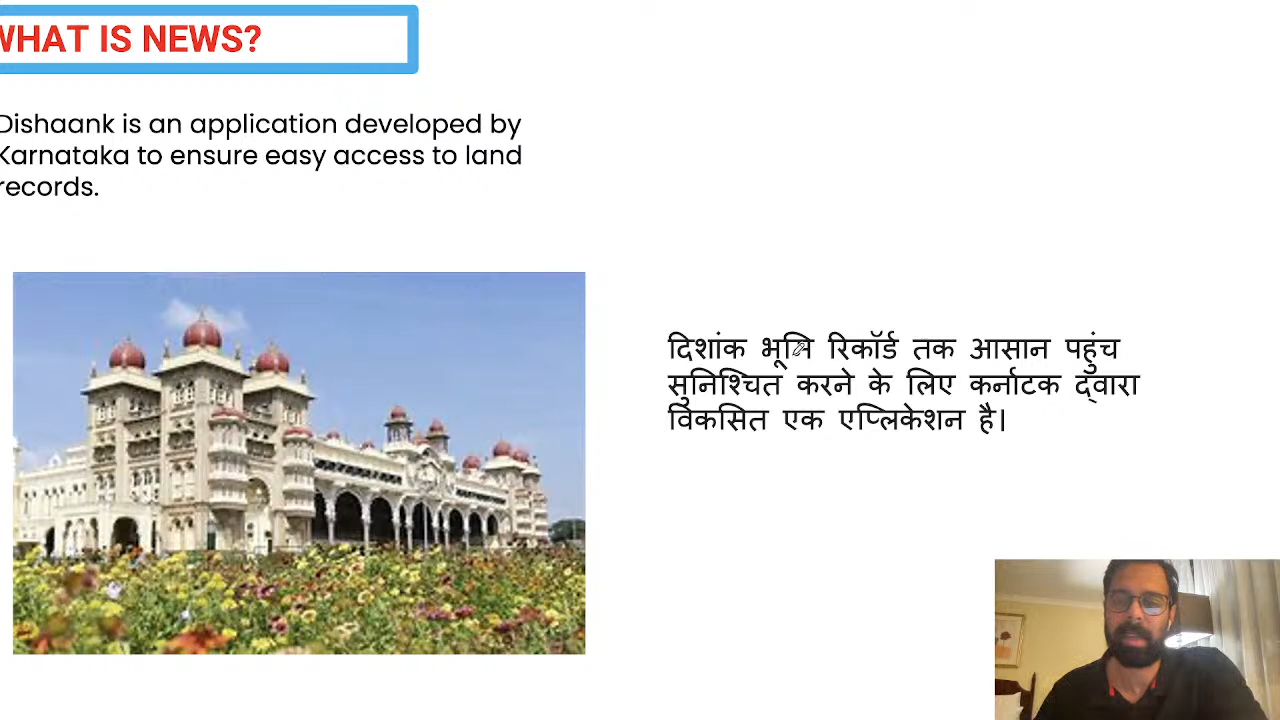 WHAT IS NEWS?
Dishaank is an application developed by
Karnataka to ensure easy access to land
records.
दिशांक भूमि रिकॉर्ड तक आसान पहुंच
सुनिश्चित करने के लिए कर्नाटक द्वारा
विकसित एक एप्लिकेशन है।